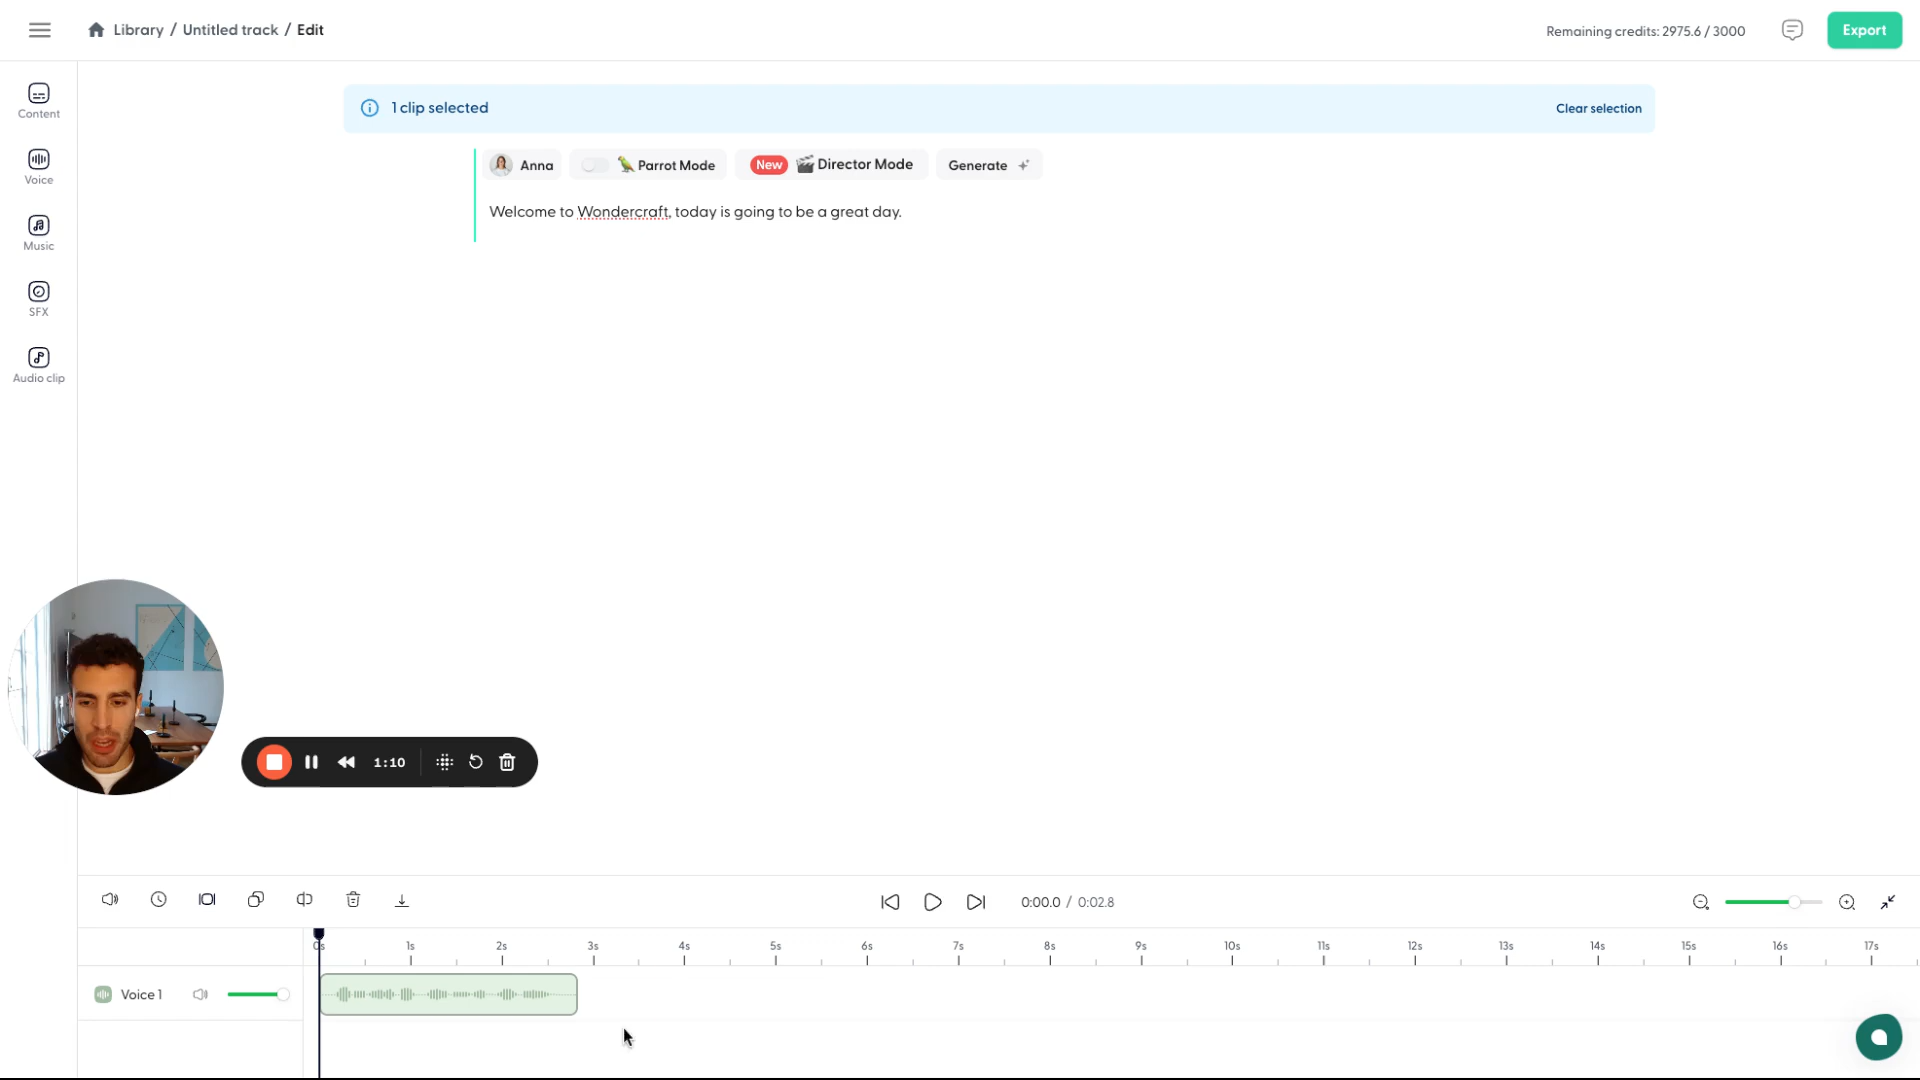 Library / Untitled track / Edit
Remaining credits: 2975.6 / 3000
Export
Content
Voice
Music
SFX
Audio clip
1 clip selected
Clear selection
Anna
Parrot Mode
New Director Mode
Generate
Welcome to Wondercraft, today is going to be a great day.
1:10
0:00.0 / 0:02.8
0s 1s 2s 3s 4s 5s 6s 7s 8s 9s 10s 11s 12s 13s 14s 15s 16s 17s
Voice 1